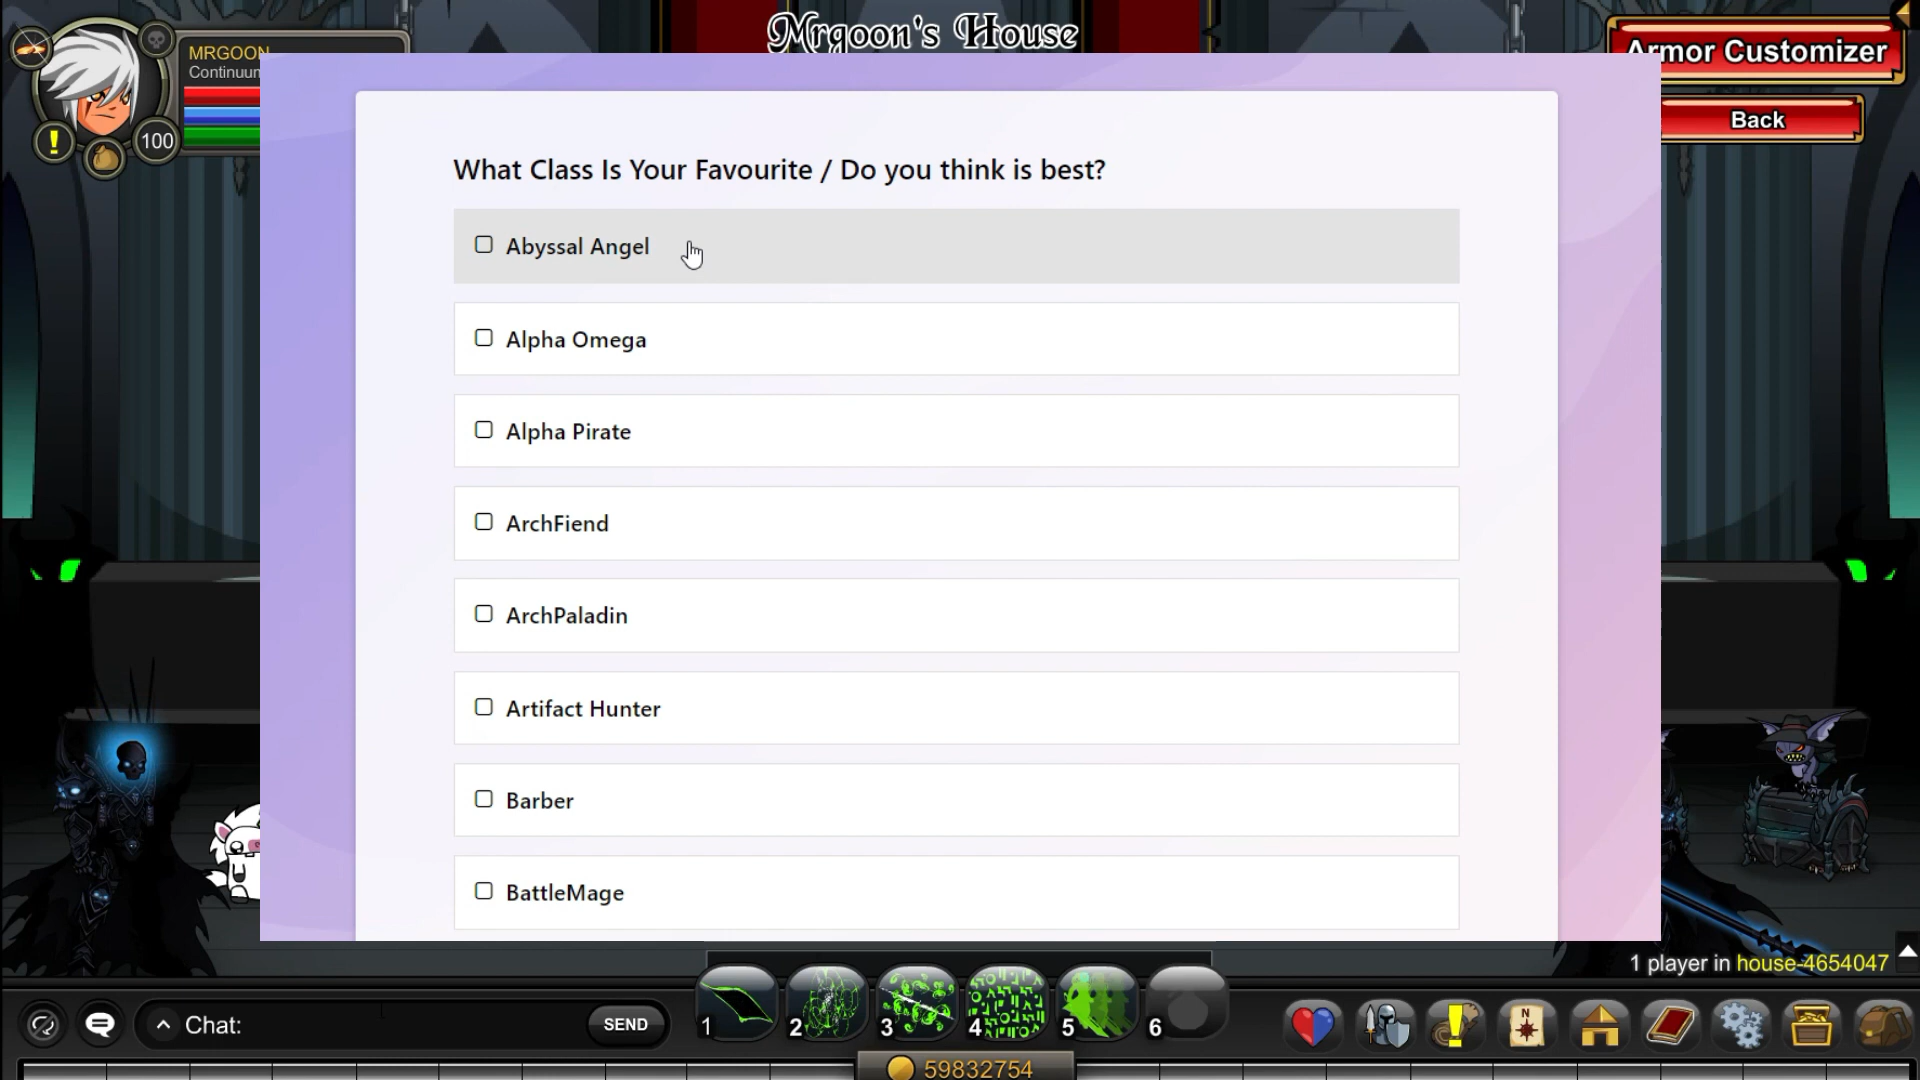 Mrgoon's House
MRGOON
100
Armor Customizer
Back
What Class Is Your Favourite / Do you think is best?
Abyssal Angel
Alpha Omega
Alpha Pirate
ArchFiend
ArchPaladin
Artifact Hunter
Barber
BattleMage
1 player in house-4654047
Chat:
SEND
1
2
3
4
5
6
N
59832754